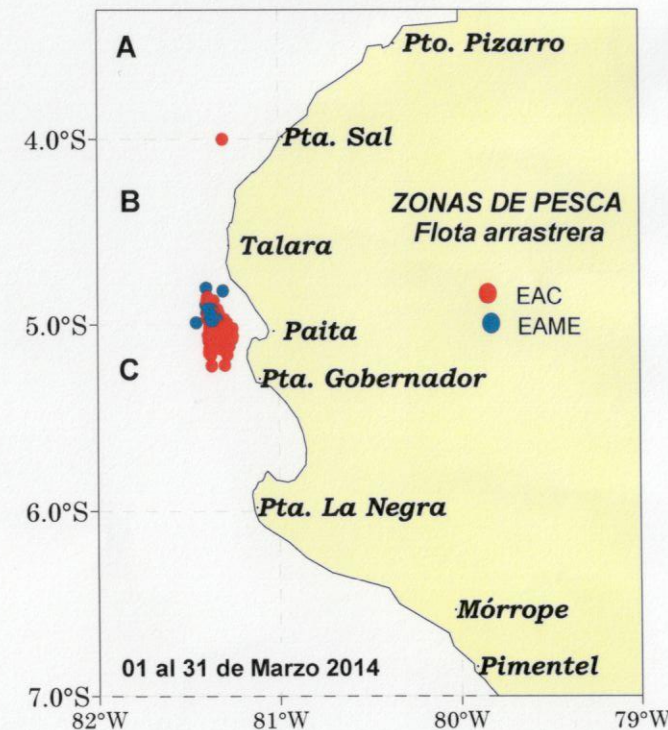 A
Pto. Pizarro
4.0°S
Pta. Sal
B
ZONAS DE PESCA
Flota arrastrera
Talara
EAC
5.0°S
Paita
EAME
C
Pta. Gobernador
6.0°S
Pta. La Negra
Mórrope
01 al 31 de Marzo 2014
Pimentel
7.0°S
82°W
81°W
80°W
79°W